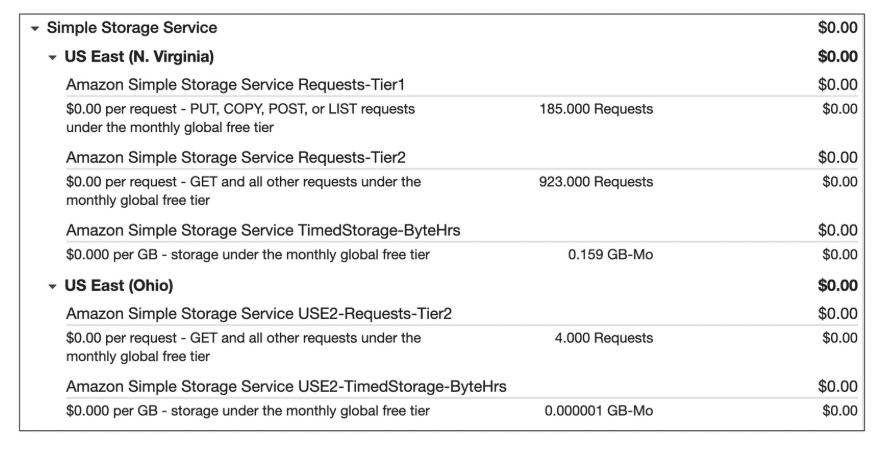 Simple Storage Service $0.00
US East (N. Virginia) $0.00
Amazon Simple Storage Service Requests-Tier1 $0.00
$0.00 per request - PUT, COPY, POST, or LIST requests 185.000 Requests $0.00
under the monthly global free tier
Amazon Simple Storage Service Requests-Tier2 $0.00
$0.00 per request - GET and all other requests under the 923.000 Requests $0.00
monthly global free tier
Amazon Simple Storage Service TimedStorage-ByteHrs $0.00
$0.000 per GB - storage under the monthly global free tier 0.159 GB-Mo $0.00
US East (Ohio) $0.00
Amazon Simple Storage Service USE2-Requests-Tier2 $0.00
$0.00 per request - GET and all other requests under the 4.000 Requests $0.00
monthly global free tier
Amazon Simple Storage Service USE2-TimedStorage-ByteHrs $0.00
$0.000 per GB - storage under the monthly global free tier 0.000001 GB-Mo $0.00